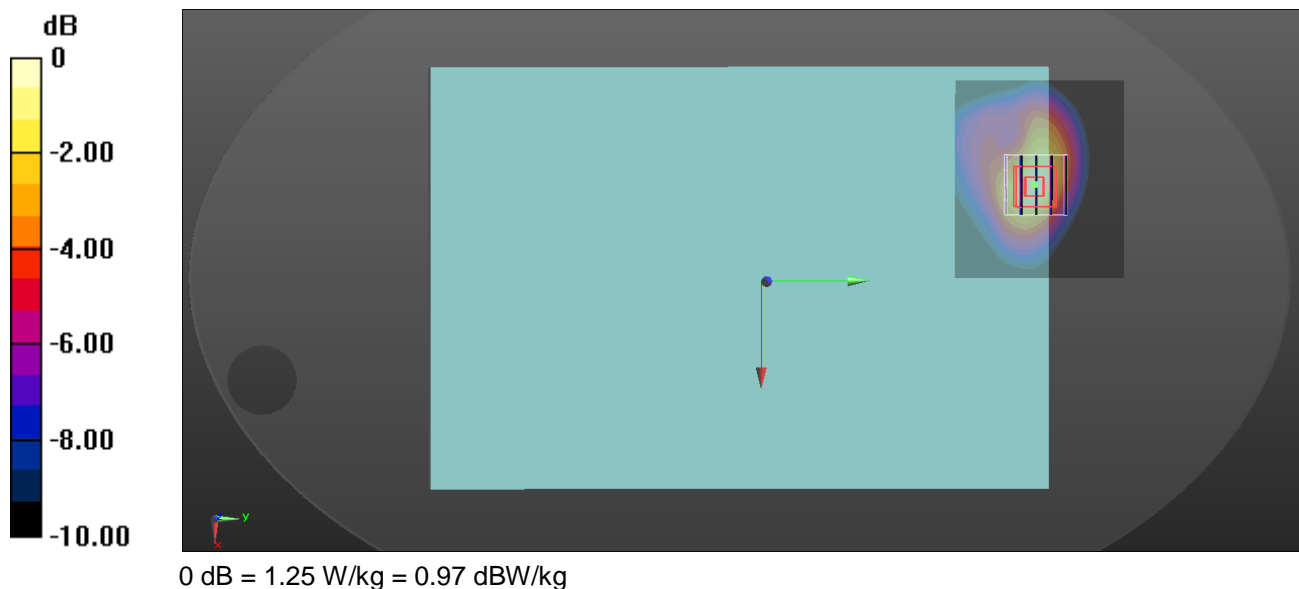 dB
0
-2.00
-4.00
-6.00
-8.00
-10.00
y
x
0 dB = 1.25 W/kg = 0.97 dBW/kg